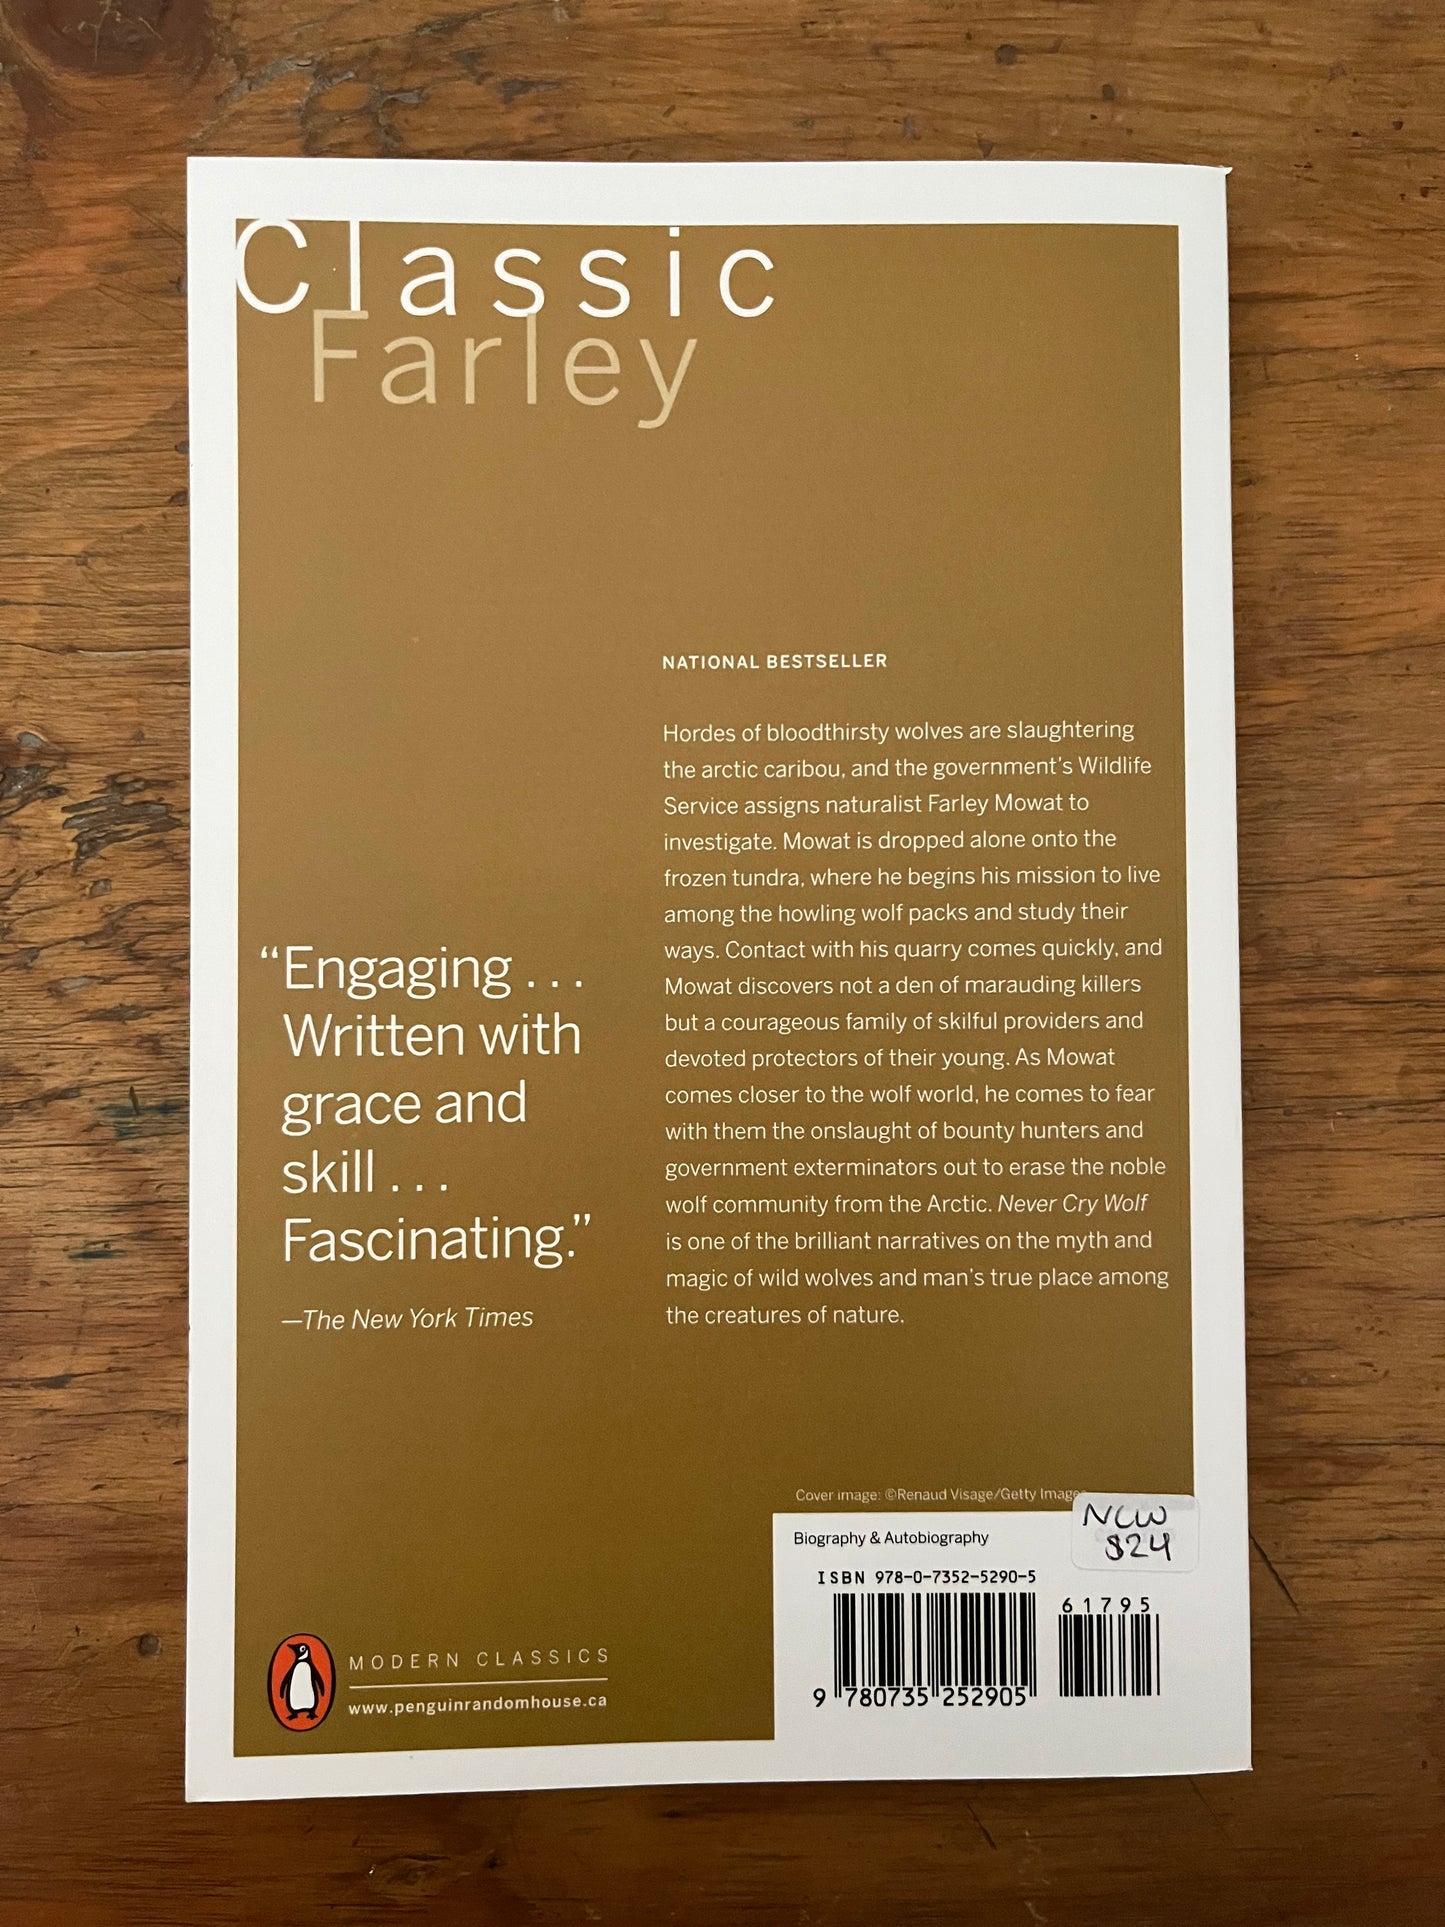 Classic
Farley
NATIONAL BESTSELLER
Hordes of bloodthirsty wolves are slaughtering
the arctic caribou, and the government's Wildlife
Service assigns naturalist Farley Mowat to
investigate. Mowat is dropped alone onto the
frozen tundra, where he begins his mission to live
among the howling wolf packs and study their
ways. Contact with his quarry comes quickly, and
Mowat discovers not a den of marauding killers
but a courageous family of skilful providers and
devoted protectors of their young. As Mowat
comes closer to the wolf world, he comes to fear
with them the onslaught of bounty hunters and
government exterminators out to erase the noble
wolf community from the Arctic. Never Cry Wolf
is one of the brilliant narratives on the myth and
magic of wild wolves and man's true place among
the creatures of nature.
“Engaging . . .
Written with
grace and
skill . . .
Fascinating.”
—The New York Times
Cover image: ©Renaud Visage/Getty Images
NCW
S24
Biography & Autobiography
ISBN 978-0-7352-5290-5
61795
9 780735 252905
MODERN CLASSICS
www.penguinrandomhouse.ca